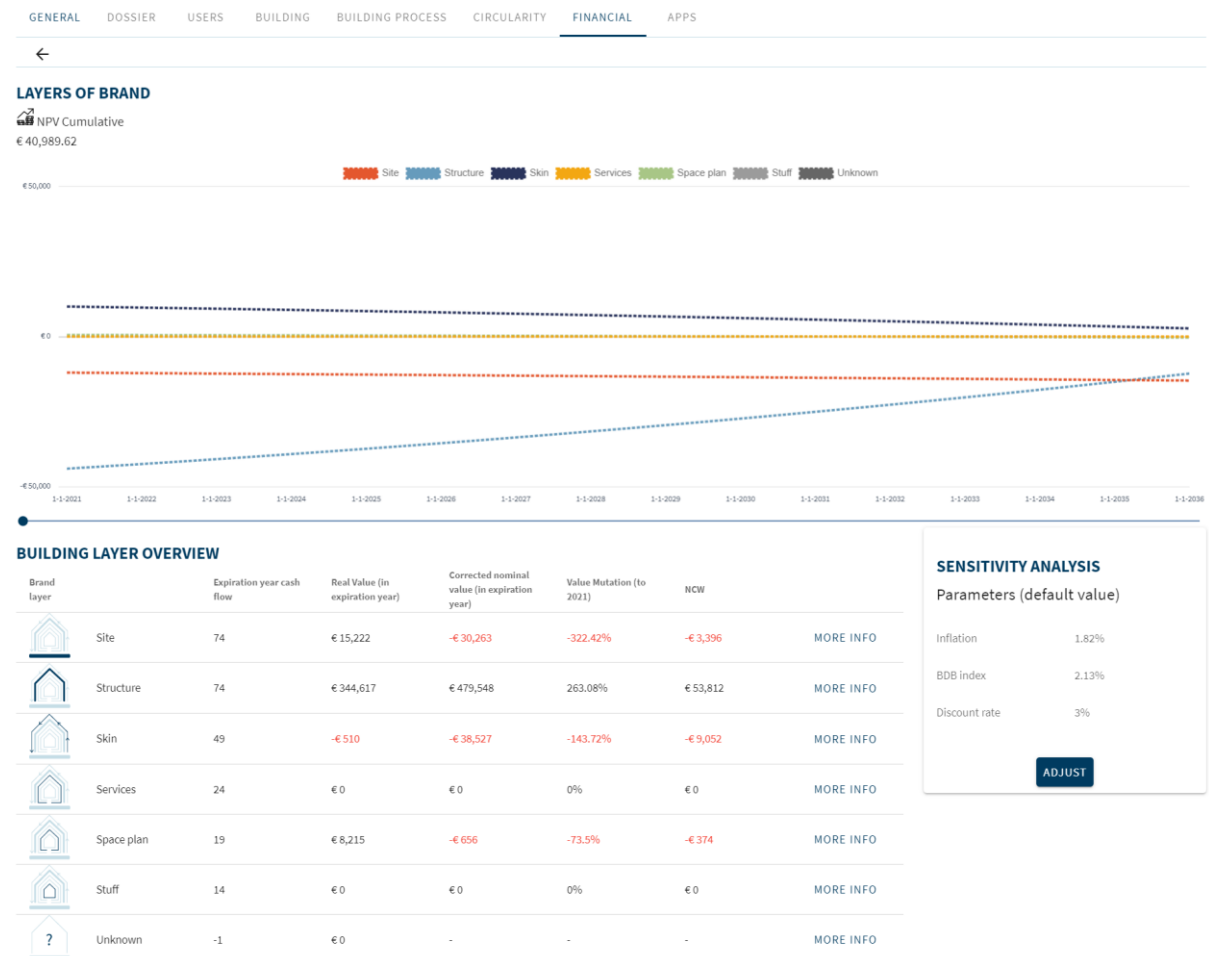 GENERAL DOSSIER USERS BUILDING BUILDING PROCESS CIRCULARITY FINANCIAL APPS
LAYERS OF BRAND
NPV Cumulative
€ 40,989.62
Site Structure Skin Services Space plan Stuff Unknown
€ 50,000
€ 0
-€ 50,000
1-1-2021 1-1-2022 1-1-2023 1-1-2024 1-1-2025 1-1-2026 1-1-2027 1-1-2028 1-1-2029 1-1-2030 1-1-2031 1-1-2032 1-1-2033 1-1-2034 1-1-2035 1-1-2036
BUILDING LAYER OVERVIEW
Brand layer Expiration year cash flow Real Value (in expiration year) Corrected nominal value (in expiration year) Value Mutation (to 2021) NCW
Site 74 € 15,222 -€ 30,263 -322.42% -€ 3,396 MORE INFO
Structure 74 € 344,617 € 479,548 263.08% € 53,812 MORE INFO
Skin 49 -€ 510 -€ 38,527 -143.72% -€ 9,052 MORE INFO
Services 24 € 0 € 0 0% € 0 MORE INFO
Space plan 19 € 8,215 -€ 656 -73.5% -€ 374 MORE INFO
Stuff 14 € 0 € 0 0% € 0 MORE INFO
? Unknown -1 € 0 - - - MORE INFO
SENSITIVITY ANALYSIS
Parameters (default value)
Inflation 1.82%
BDB index 2.13%
Discount rate 3%
ADJUST